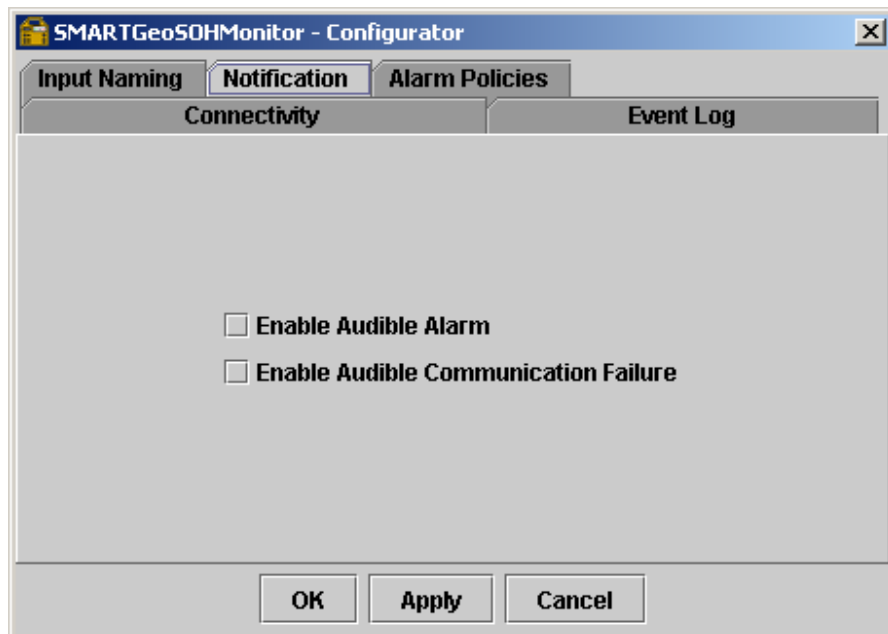 SMARTGeoSOHMonitor - Configurator
Input Naming Notification Alarm Policies
Connectivity Event Log
Enable Audible Alarm
Enable Audible Communication Failure
OK Apply Cancel